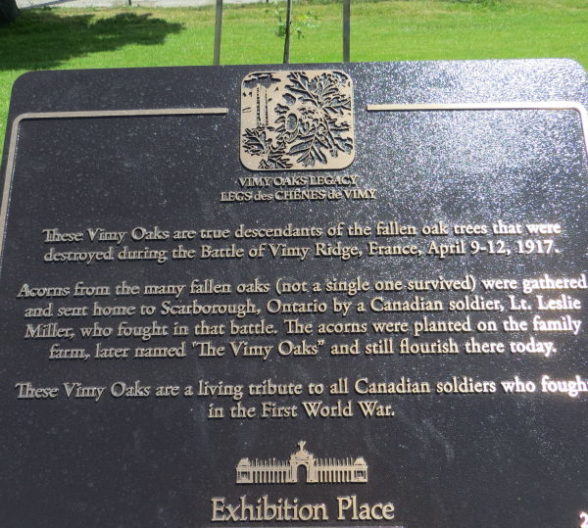 VIMY OAKS LEGACY
LEGS des CHÊNES de VIMY
These Vimy Oaks are true descendants of the fallen oak trees that were
destroyed during the Battle of Vimy Ridge, France, April 9-12, 1917.
Acorns from the many fallen oaks (not a single one survived) were gathered
and sent home to Scarborough, Ontario by a Canadian soldier, Lt. Leslie
Miller, who fought in that battle. The acorns were planted on the family
farm, later named "The Vimy Oaks" and still flourish there today.
These Vimy Oaks are a living tribute to all Canadian soldiers who fough
in the First World War.
Exhibition Place